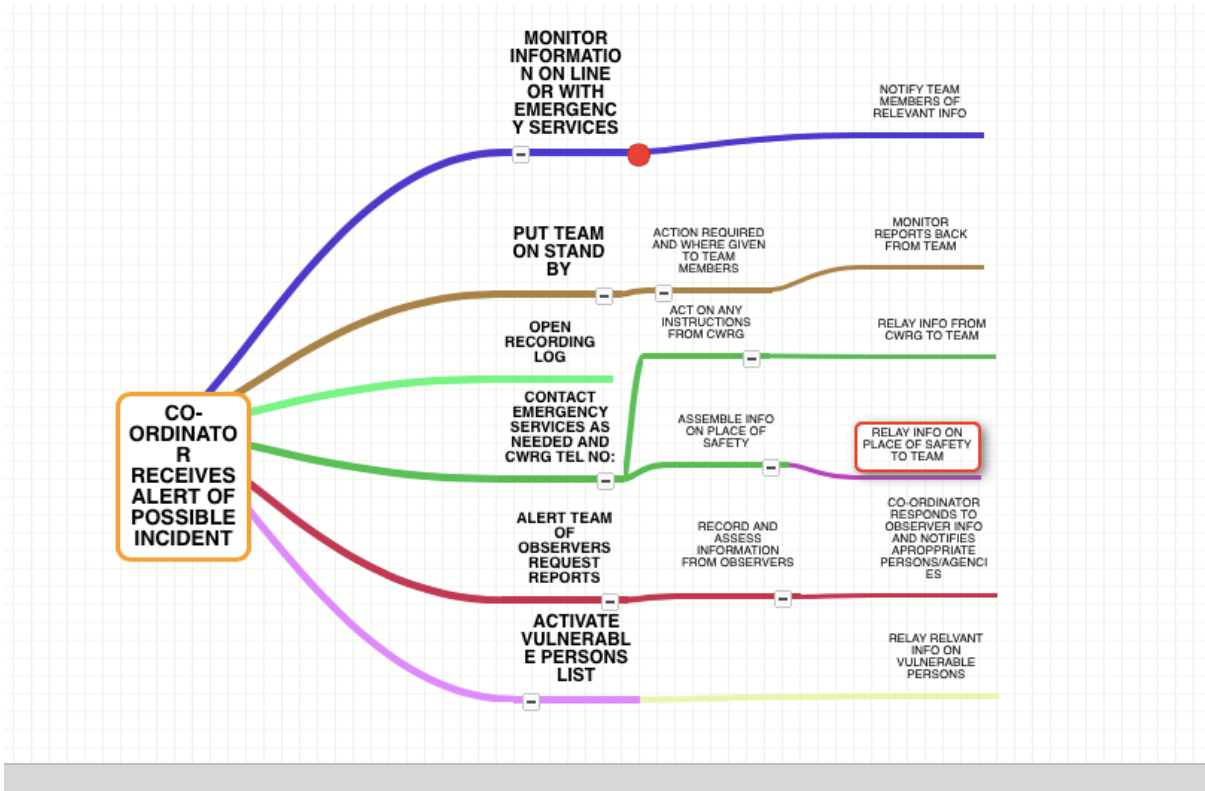 MONITOR
INFORMATIO
N ON LINE
OR WITH
EMERGENC
Y SERVICES
NOTIFY TEAM
MEMBERS OF
RELEVANT INFO
PUT TEAM
ON STAND
BY
ACTION REQUIRED
AND WHERE GIVEN
TO TEAM
MEMBERS
MONITOR
REPORTS BACK
FROM TEAM
OPEN
RECORDING
LOG
ACT ON ANY
INSTRUCTIONS
FROM CWRG
RELAY INFO FROM
CWRG TO TEAM
CO-
ORDINATO
R
RECEIVES
ALERT OF
POSSIBLE
INCIDENT
CONTACT
EMERGENCY
SERVICES AS
NEEDED AND
CWRG TEL NO:
ASSEMBLE INFO
ON PLACE OF
SAFETY
RELAY INFO ON
PLACE OF SAFETY
TO TEAM
ALERT TEAM
OF
OBSERVERS
REQUEST
REPORTS
RECORD AND
ASSESS
INFORMATION
FROM OBSERVERS
CO-ORDINATOR
RESPONDS TO
OBSERVER INFO
AND NOTIFIES
APROPPRIATE
PERSONS/AGENCI
ES
ACTIVATE
VULNERABL
E PERSONS
LIST
RELAY RELVANT
INFO ON
VULNERABLE
PERSONS